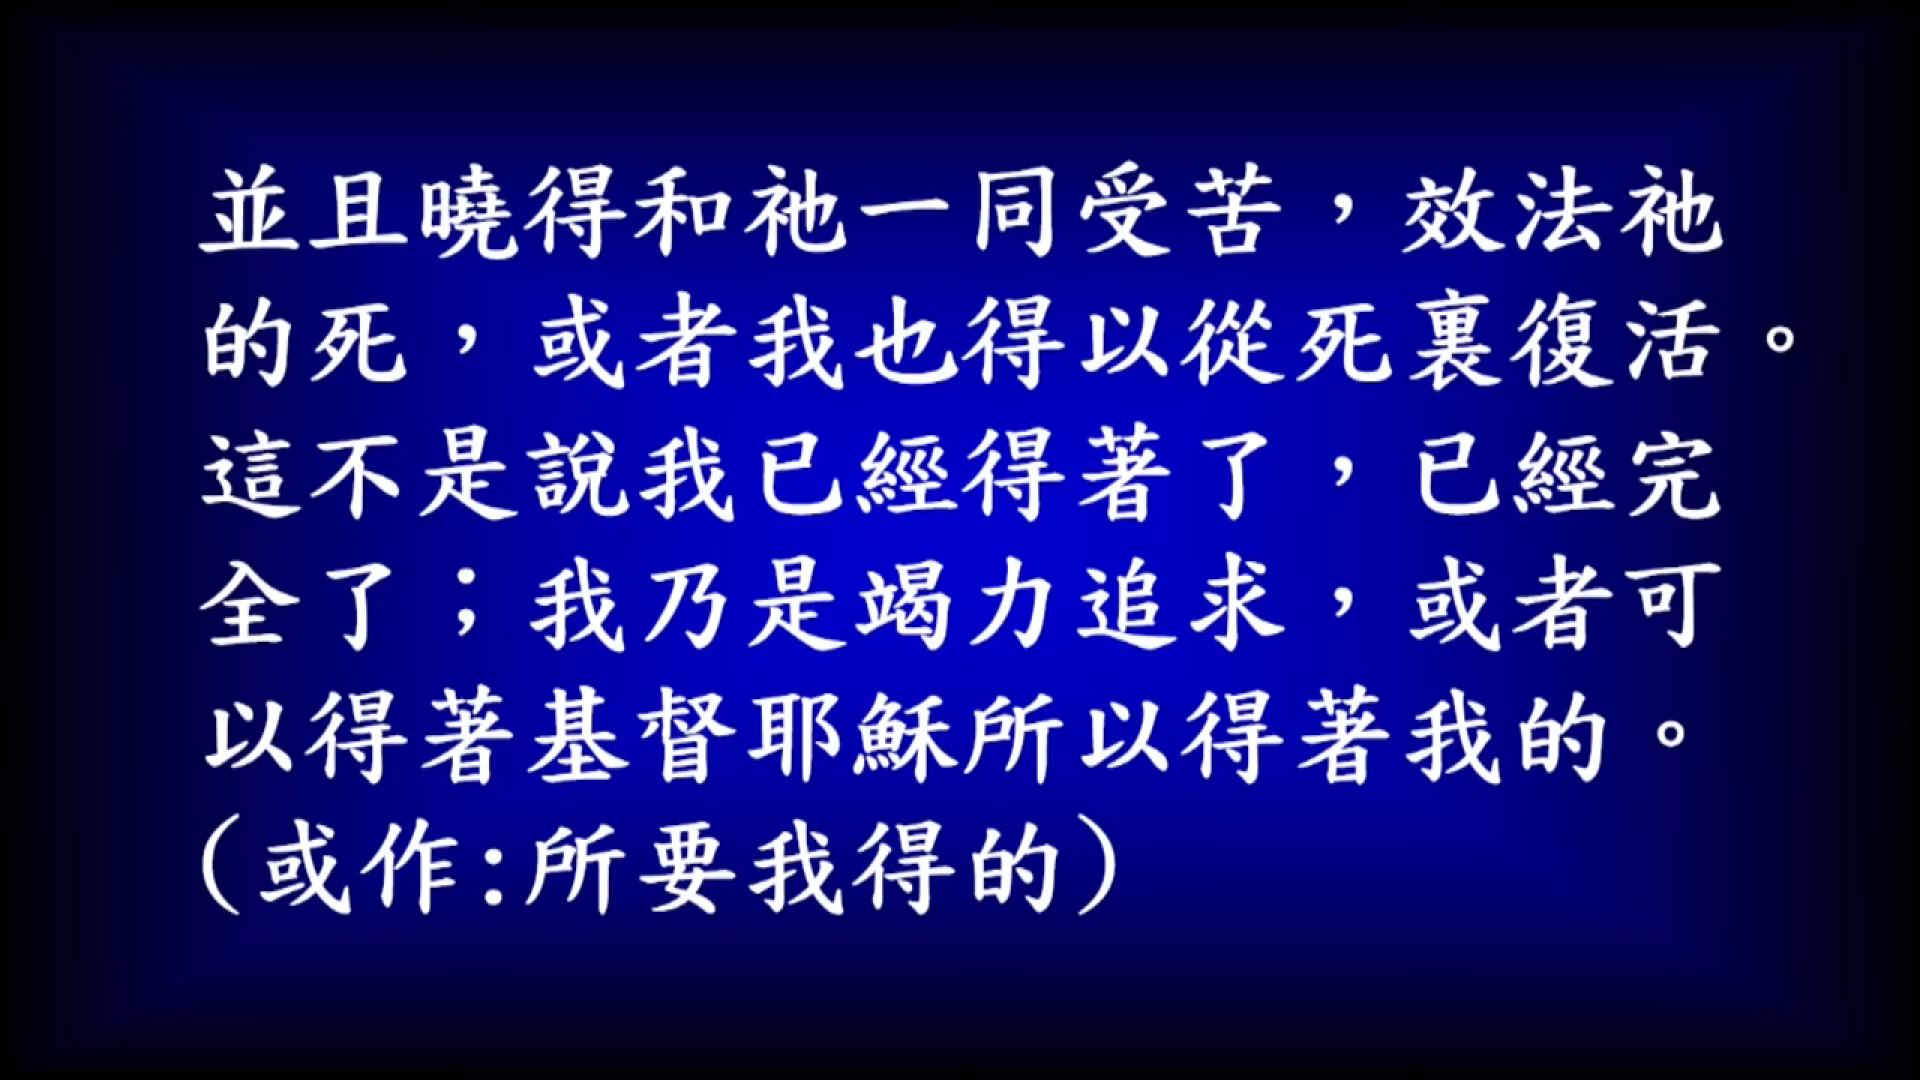 並且曉得和祂一同受苦，效法祂
的死，或者我也得以從死裏復活。
這不是說我已經得著了，已經完
全了；我乃是竭力追求，或者可
以得著基督耶穌所以得著我的。
(或作:所要我得的)